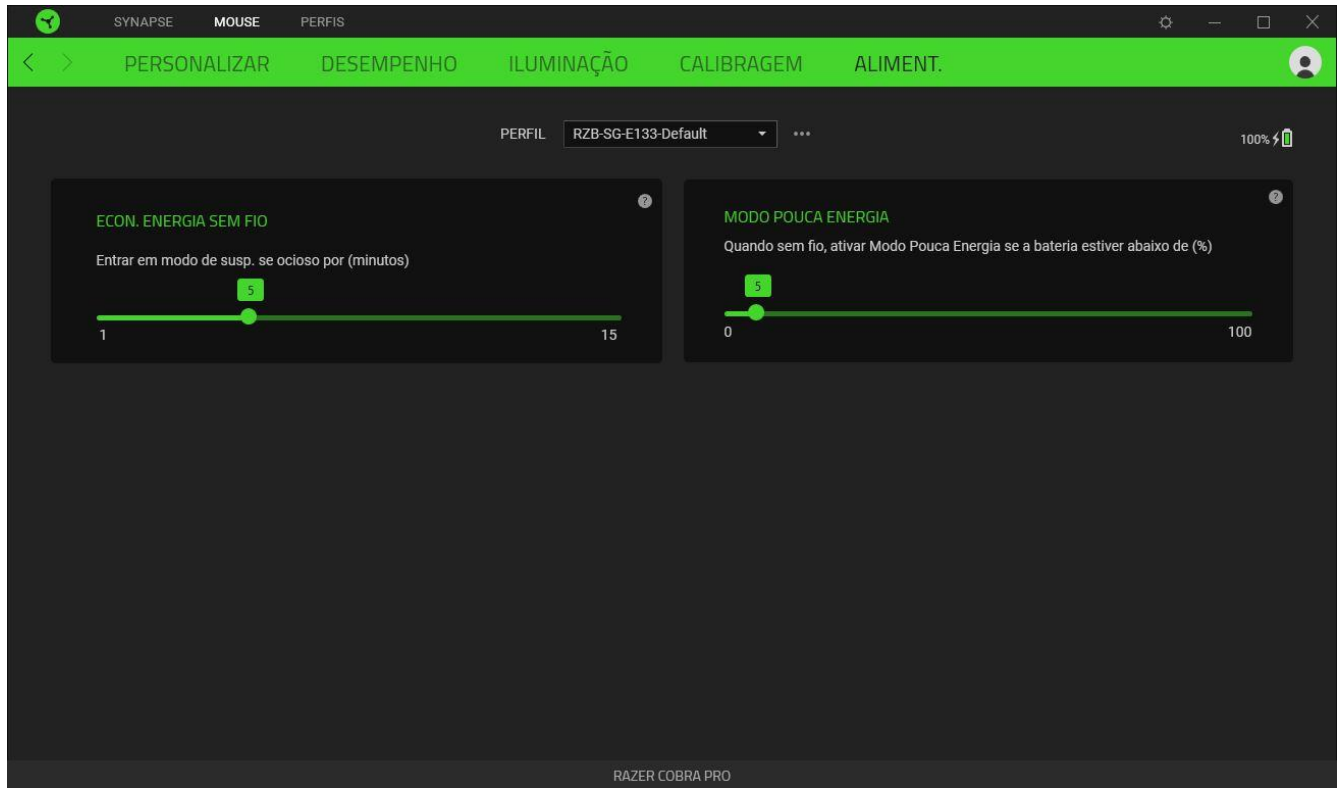 SYNAPSE MOUSE PERFIS
PERSONALIZAR DESEMPENHO ILUMINAÇÃO CALIBRAGEM ALIMENT.
PERFIL RZB-SG-E133-Default
100%
ECON. ENERGIA SEM FIO
Entrar em modo de susp. se ocioso por (minutos)
5
1 15
MODO POUCA ENERGIA
Quando sem fio, ativar Modo Pouca Energia se a bateria estiver abaixo de (%)
5
0 100
RAZER COBRA PRO